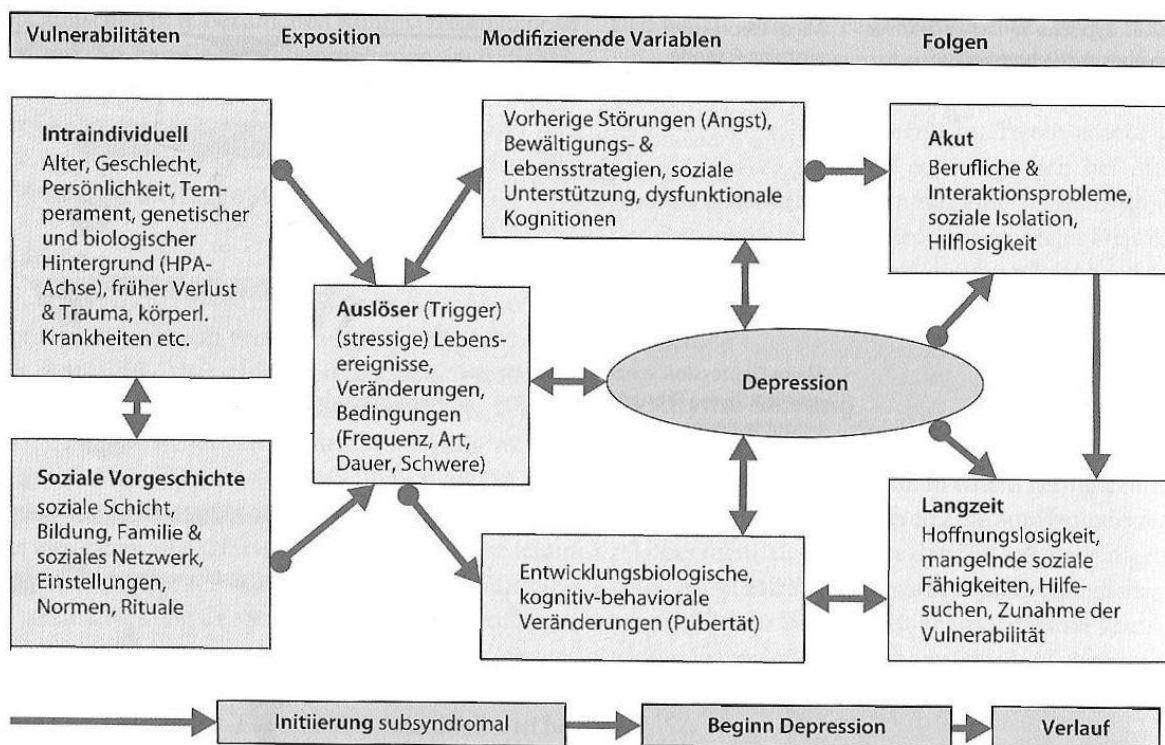 Vulnerabilitäten
Exposition
Modifizierende Variablen
Folgen
Intraindividuell
Alter, Geschlecht,
Persönlichkeit, Tem-
perament, genetischer
und biologischer
Hintergrund (HPA-
Achse), früher Verlust
& Trauma, körperl.
Krankheiten etc.
Soziale Vorgeschichte
soziale Schicht,
Bildung, Familie &
soziales Netzwerk,
Einstellungen,
Normen, Rituale
Auslöser (Trigger)
(stressige) Lebens-
ereignisse,
Veränderungen,
Bedingungen
(Frequenz, Art,
Dauer, Schwere)
Vorherige Störungen (Angst),
Bewältigungs- &
Lebensstrategien, soziale
Unterstützung, dysfunktionale
Kognitionen
Depression
Entwicklungsbiologische,
kognitiv-behaviorale
Veränderungen (Pubertät)
Akut
Berufliche &
Interaktionsprobleme,
soziale Isolation,
Hilflosigkeit
Langzeit
Hoffnungslosigkeit,
mangelnde soziale
Fähigkeiten, Hilfe-
suchen, Zunahme der
Vulnerabilität
Initiierung subsyndromal
Beginn Depression
Verlauf